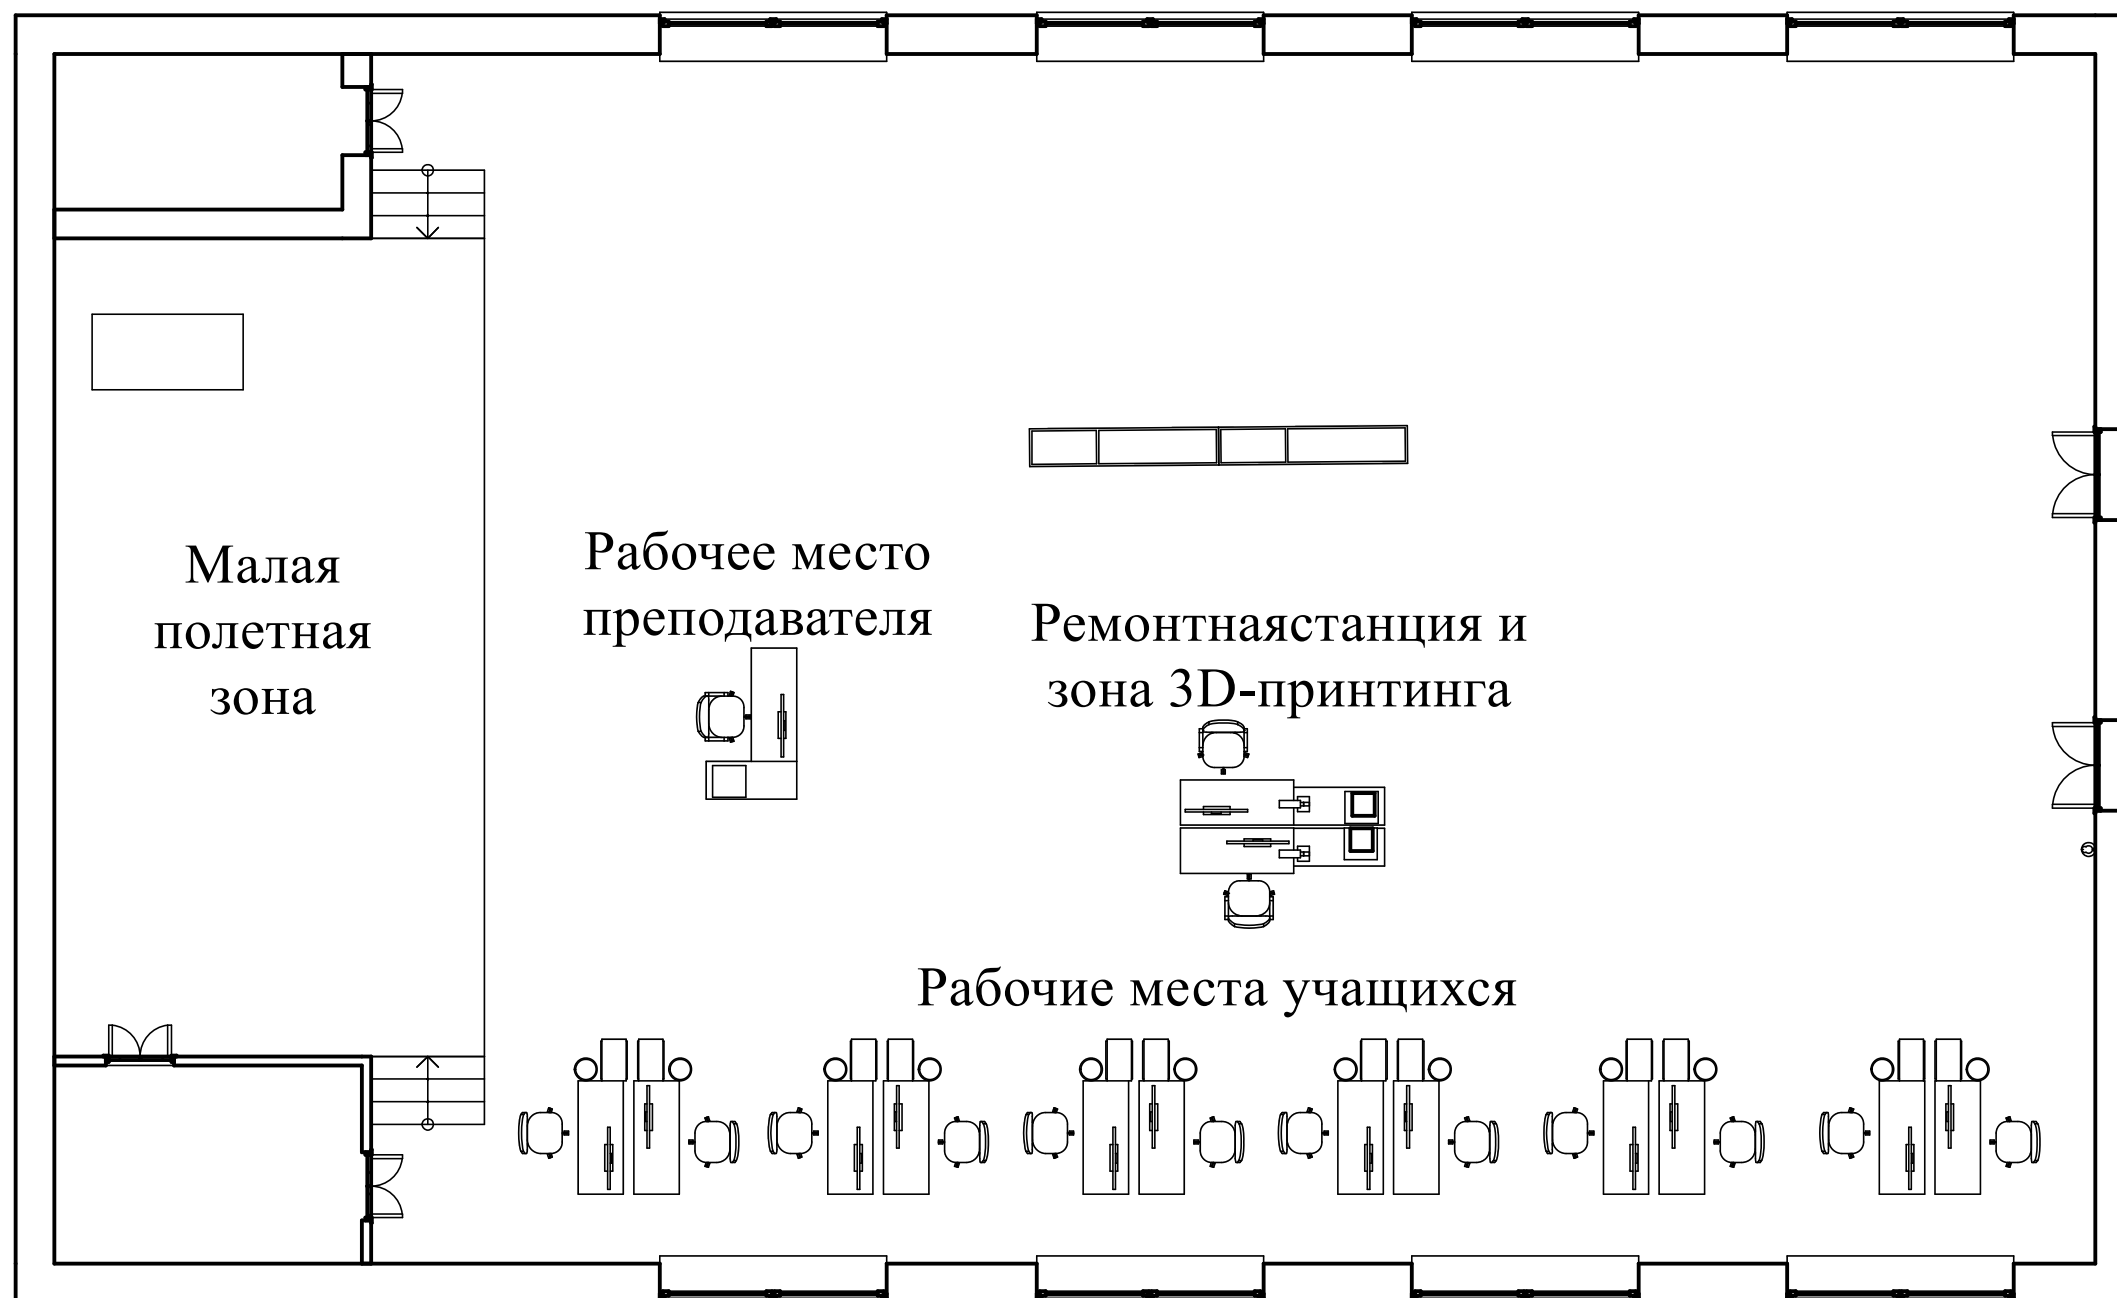 Малая
полетная
зона
Рабочее место
преподавателя
Ремонтнаястанция и
зона 3D-принтинга
Рабочие места учащихся